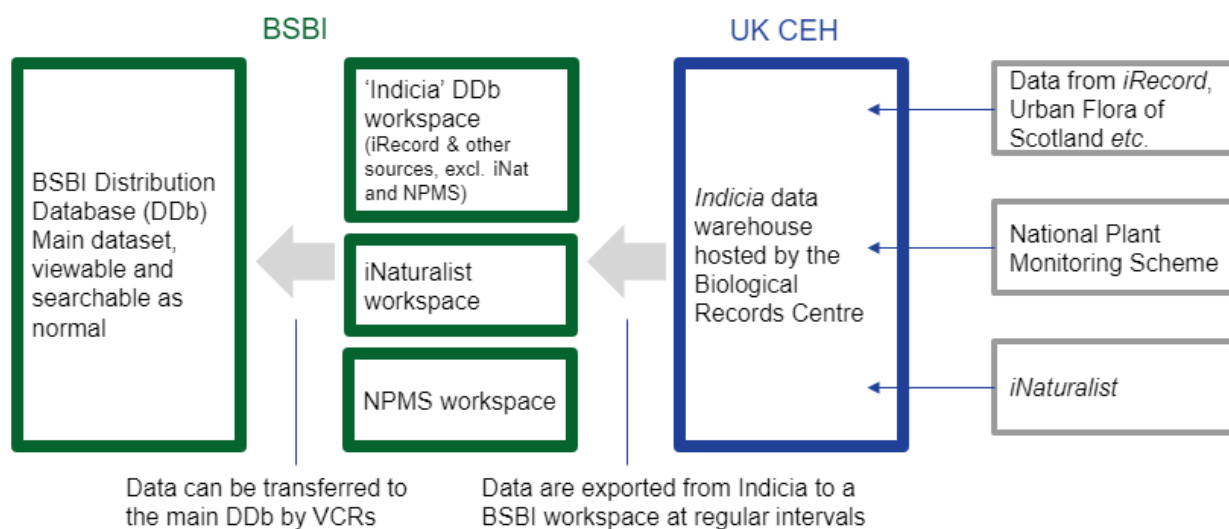 BSBI
UK CEH
BSBI Distribution
Database (DDb)
Main dataset,
viewable and
searchable as
normal
‘Indicia’ DDb
workspace
(iRecord & other
sources, excl. iNat
and NPMS)
iNaturalist
workspace
NPMS workspace
Indicia data
warehouse
hosted by the
Biological
Records Centre
Data from iRecord,
Urban Flora of
Scotland etc.
National Plant
Monitoring Scheme
iNaturalist
Data can be transferred to
the main DDb by VCRs
Data are exported from Indicia to a
BSBI workspace at regular intervals